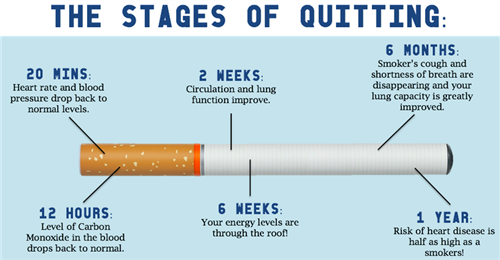 THE STAGES OF QUITTING:
20 MINS:
Heart rate and blood
pressure drop back to
normal levels.
2 WEEKS:
Circulation and lung
function improve.
6 MONTHS:
Smoker's cough and
shortness of breath are
disappearing and your
lung capacity is greatly
improved.
12 HOURS:
Level of Carbon
Monoxide in the blood
drops back to normal.
6 WEEKS:
Your energy levels are
through the roof!
1 YEAR:
Risk of heart disease is
half as high as a
smokers!